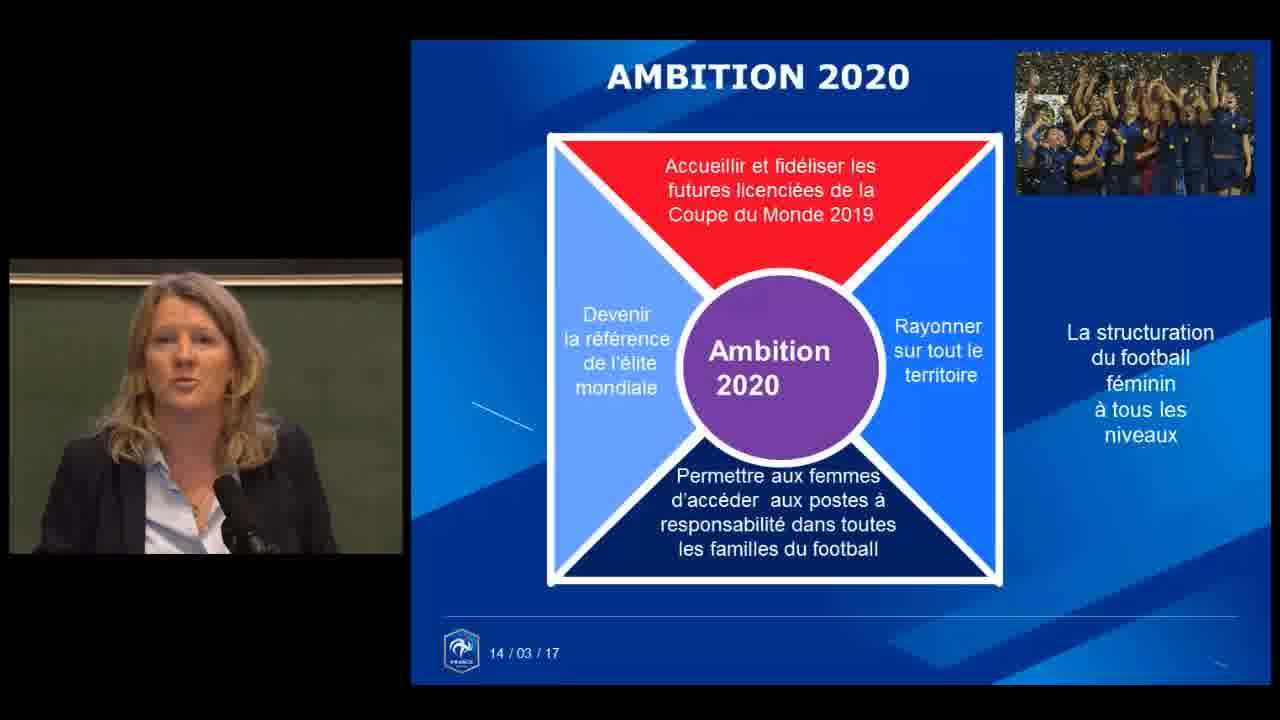 AMBITION 2020
Accueillir et fidéliser les
futures licenciées de la
Coupe du Monde 2019
Devenir
la référence
de l'élite
mondiale
Ambition
2020
Rayonner
sur tout le
territoire
Permettre aux femmes
d'accéder aux postes à
responsabilité dans toutes
les familles du football
La structuration
du football
féminin
à tous les
niveaux
FRANCE
14 / 03 / 17